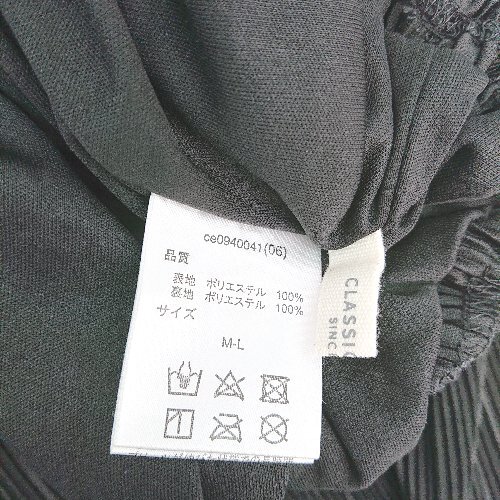 ce0940041(06)
品質
表地 ポリエステル 100%
裏地 ポリエステル 100%
サイズ
M-L
CLASSIC
SINC